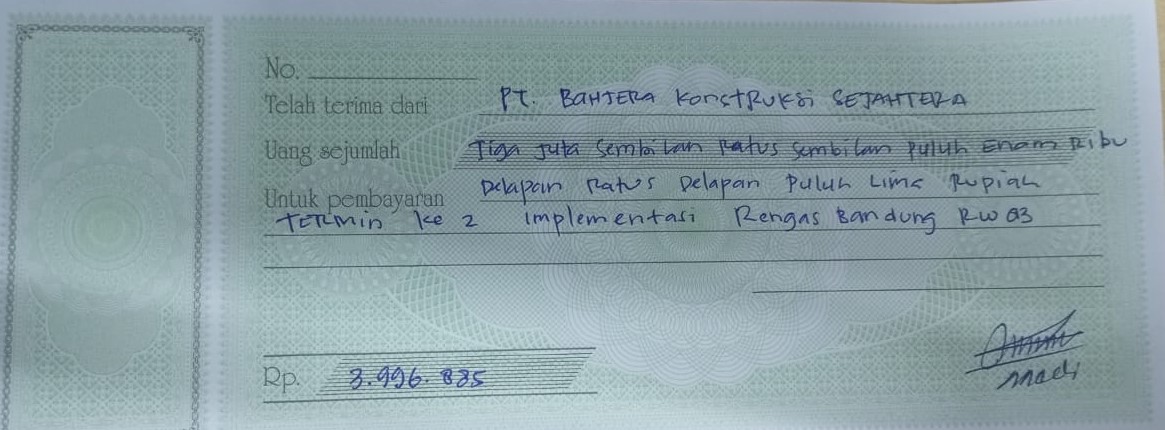 No.
Telah terima dari PT. BAHTERA KONSTRUKSI SEJAHTERA
Uang sejumlah Tiga Juta Sembilan Ratus Sembilan Puluh Enam Ribu
Delapan Ratus Delapan Puluh Lima Rupiah
Untuk pembayaran
TERMIN ke 2 Implementasi Rengas Bandung RW 03
Rp. 3.996.885
Madi